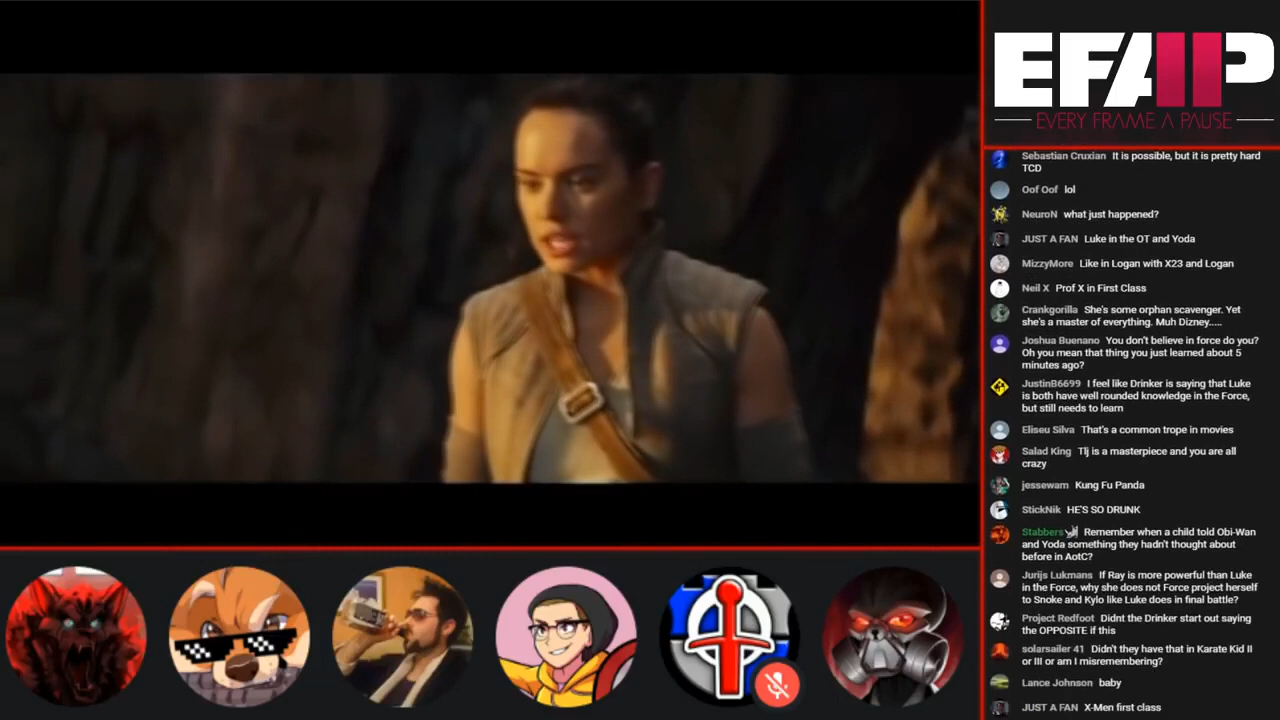 EFAP
EVERY FRAME A PAUSE
Sebastian Cruxian It is possible, but it is pretty hard
TCD
Oof Oof lol
NeuroN what just happened?
JUST A FAN Luke in the OT and Yoda
MizzyMore Like in Logan with X23 and Logan
Neil X Prof X in First Class
Crankgorilla She's some orphan scavenger. Yet
she's a master of everything. Muh Dizney.....
Joshua Buenano You don't believe in force do you?
Oh you mean that thing you just learned about 5
minutes ago?
JustinB6699 I feel like Drinker is saying that Luke
is both have well rounded knowledge in the Force,
but still needs to learn
Eliseu Silva That's a common trope in movies
Salad King Tlj is a masterpiece and you are all
crazy
jessewam Kung Fu Panda
StickNik HE'S SO DRUNK
Stabbers Remember when a child told Obi-Wan
and Yoda something they hadn't thought about
before in AotC?
Jurijs Lukmans If Ray is more powerful than Luke
in the Force, why she does not Force project herself
to Snoke and Kylo like Luke does in final battle?
Project Redfoot Didnt the Drinker start out saying
the OPPOSITE if this
solarsailer 41 Didn't they have that in Karate Kid II
or III or am I misremembering?
Lance Johnson baby
JUST A FAN X-Men first class